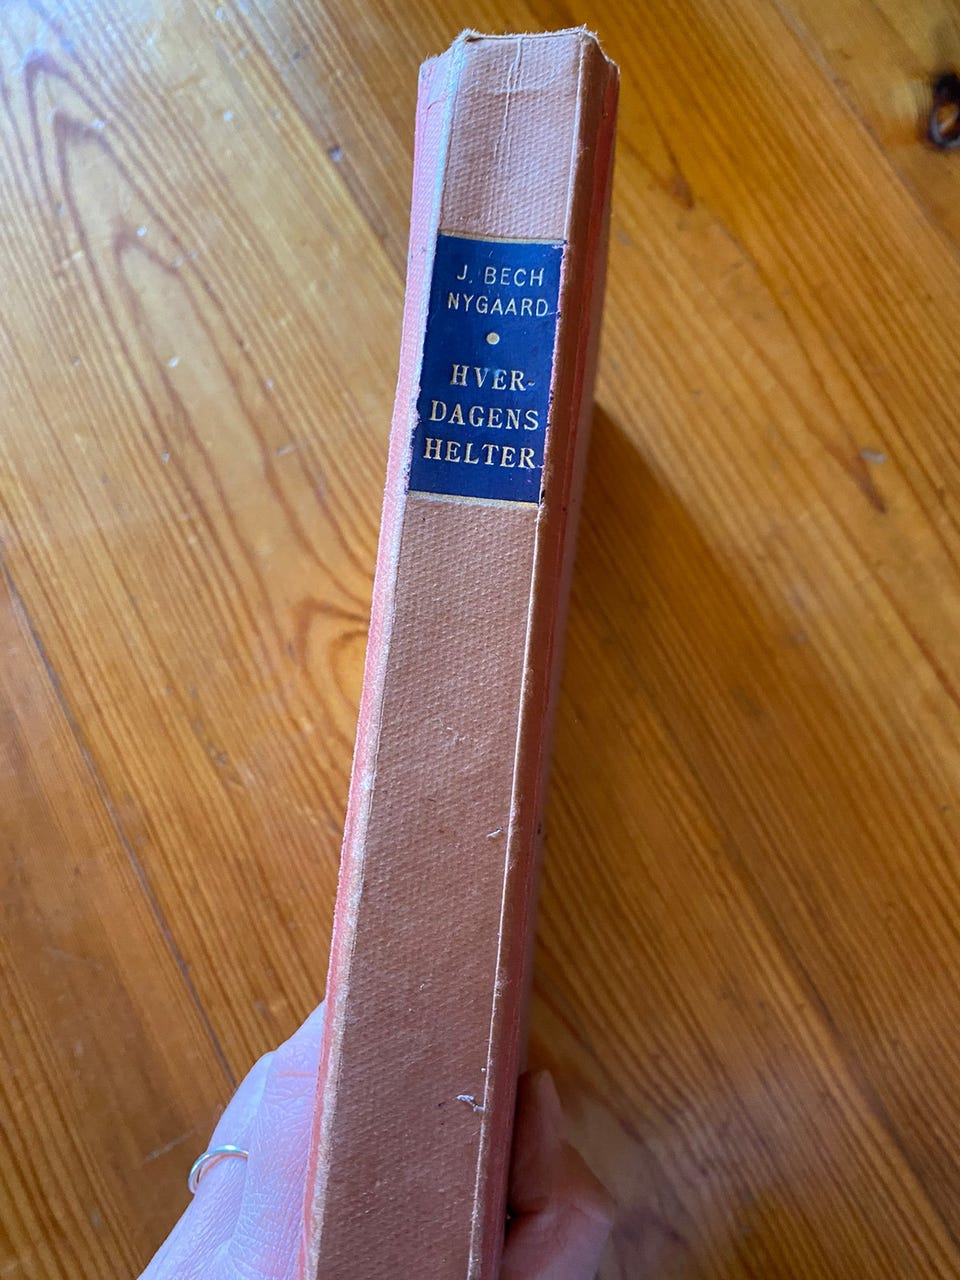 J. BECH
NYGAARD
HVER-
DAGENS
HELTER